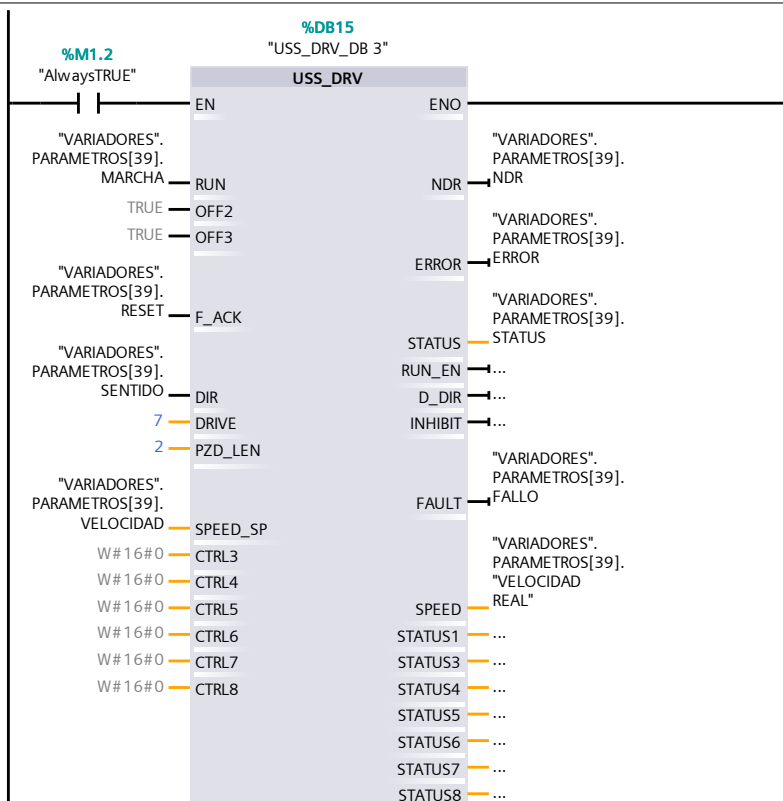 %DB15
"USS_DRV_DB 3"
%M1.2
"AlwaysTRUE"
USS_DRV
EN
ENO
"VARIADORES".
PARAMETROS[39].
MARCHA
RUN
"VARIADORES".
PARAMETROS[39].
NDR
NDR
TRUE
OFF2
TRUE
OFF3
"VARIADORES".
PARAMETROS[39].
ERROR
ERROR
"VARIADORES".
PARAMETROS[39].
RESET
F_ACK
"VARIADORES".
PARAMETROS[39].
STATUS
STATUS
RUN_EN
...
"VARIADORES".
PARAMETROS[39].
SENTIDO
DIR
D_DIR
...
7
DRIVE
INHIBIT
...
2
PZD_LEN
"VARIADORES".
PARAMETROS[39].
FALLO
FAULT
"VARIADORES".
PARAMETROS[39].
VELOCIDAD
SPEED_SP
W#16#0
CTRL3
W#16#0
CTRL4
"VARIADORES".
PARAMETROS[39].
"VELOCIDAD
REAL"
W#16#0
CTRL5
SPEED
W#16#0
CTRL6
STATUS1
...
W#16#0
CTRL7
STATUS3
...
W#16#0
CTRL8
STATUS4
...
STATUS5
...
STATUS6
...
STATUS7
...
STATUS8
...